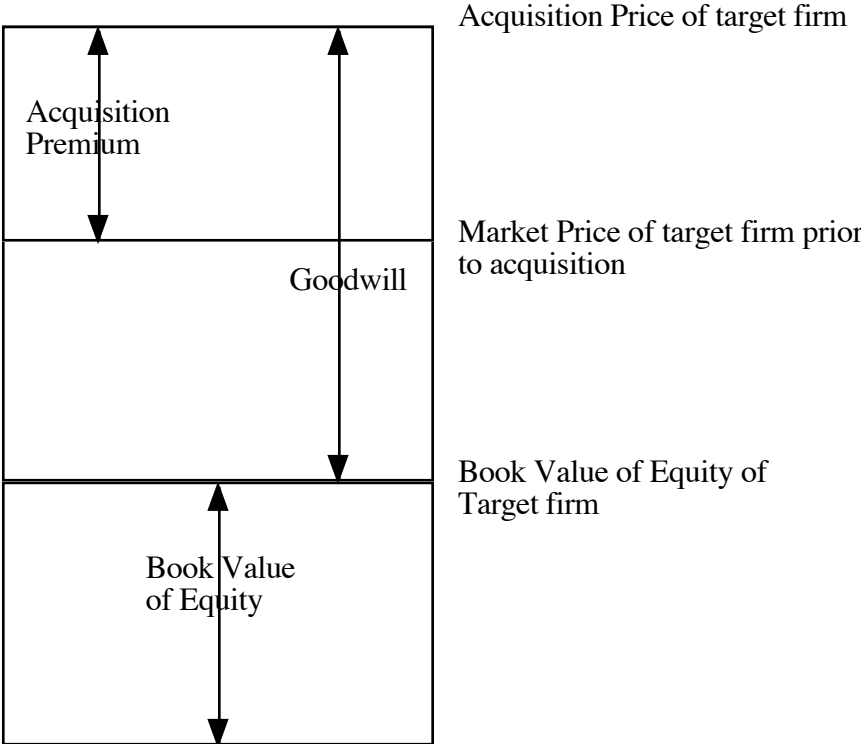 Acquisition Price of target firm
Acquisition
Premium
Market Price of target firm prior
to acquisition
Goodwill
Book Value of Equity of
Target firm
Book Value
of Equity